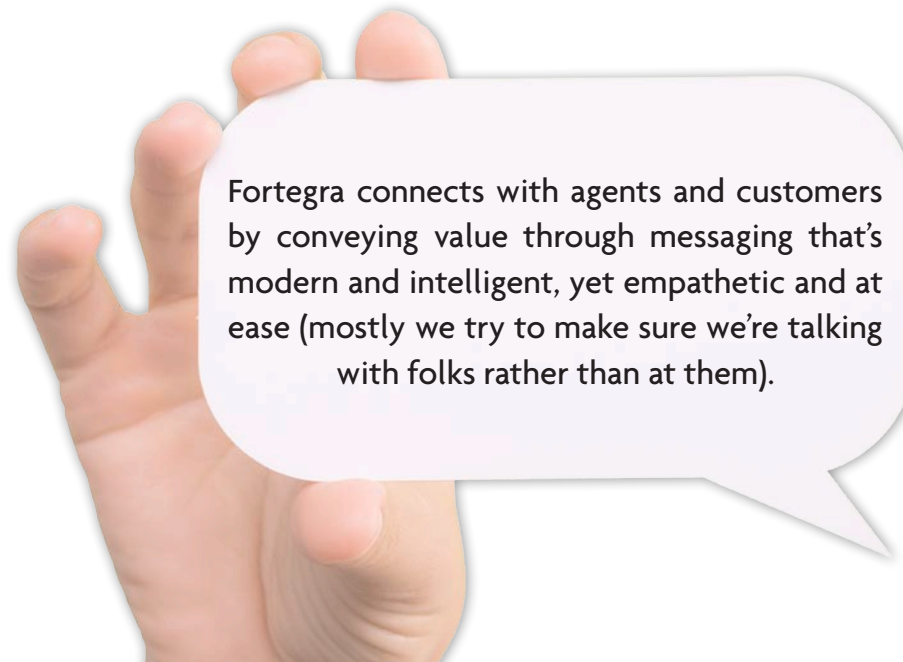 Fortegra connects with agents and customers
by conveying value through messaging that’s
modern and intelligent, yet empathetic and at
ease (mostly we try to make sure we’re talking
with folks rather than at them).